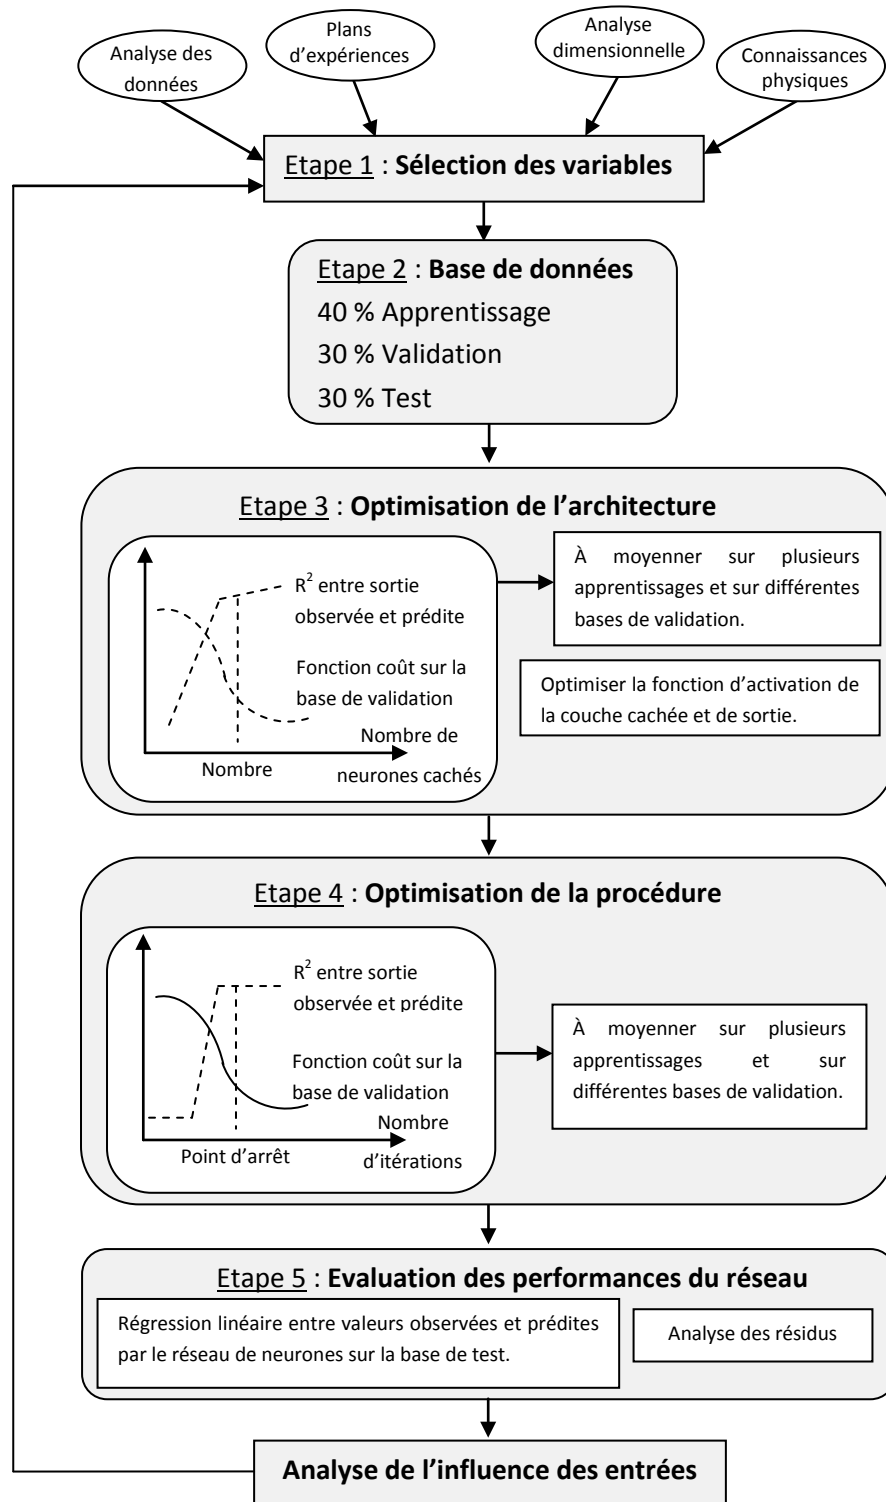 Analyse des
données
Plans
d'expériences
Analyse
dimensionnelle
Connaissances
physiques
Etape 1 : Sélection des variables
Etape 2 : Base de données
40 % Apprentissage
30 % Validation
30 % Test
Etape 3 : Optimisation de l'architecture
R² entre sortie
observée et prédite
Fonction coût sur la
base de validation
Nombre de
neurones cachés
Nombre
À moyenner sur plusieurs
apprentissages et sur différentes
bases de validation.
Optimiser la fonction d'activation de
la couche cachée et de sortie.
Etape 4 : Optimisation de la procédure
R² entre sortie
observée et prédite
Fonction coût sur la
base de validation
Nombre
d'itérations
Point d'arrêt
À moyenner sur plusieurs
apprentissages et sur
différentes bases de validation.
Etape 5 : Evaluation des performances du réseau
Régression linéaire entre valeurs observées et prédites
par le réseau de neurones sur la base de test.
Analyse des résidus
Analyse de l'influence des entrées